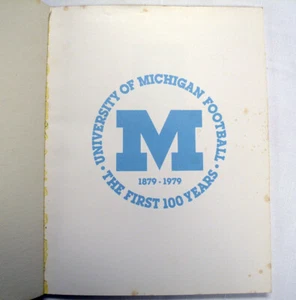 UNIVERSITY OF MICHIGAN FOOTBALL
M
1879 - 1979
• THE FIRST 100 YEARS •